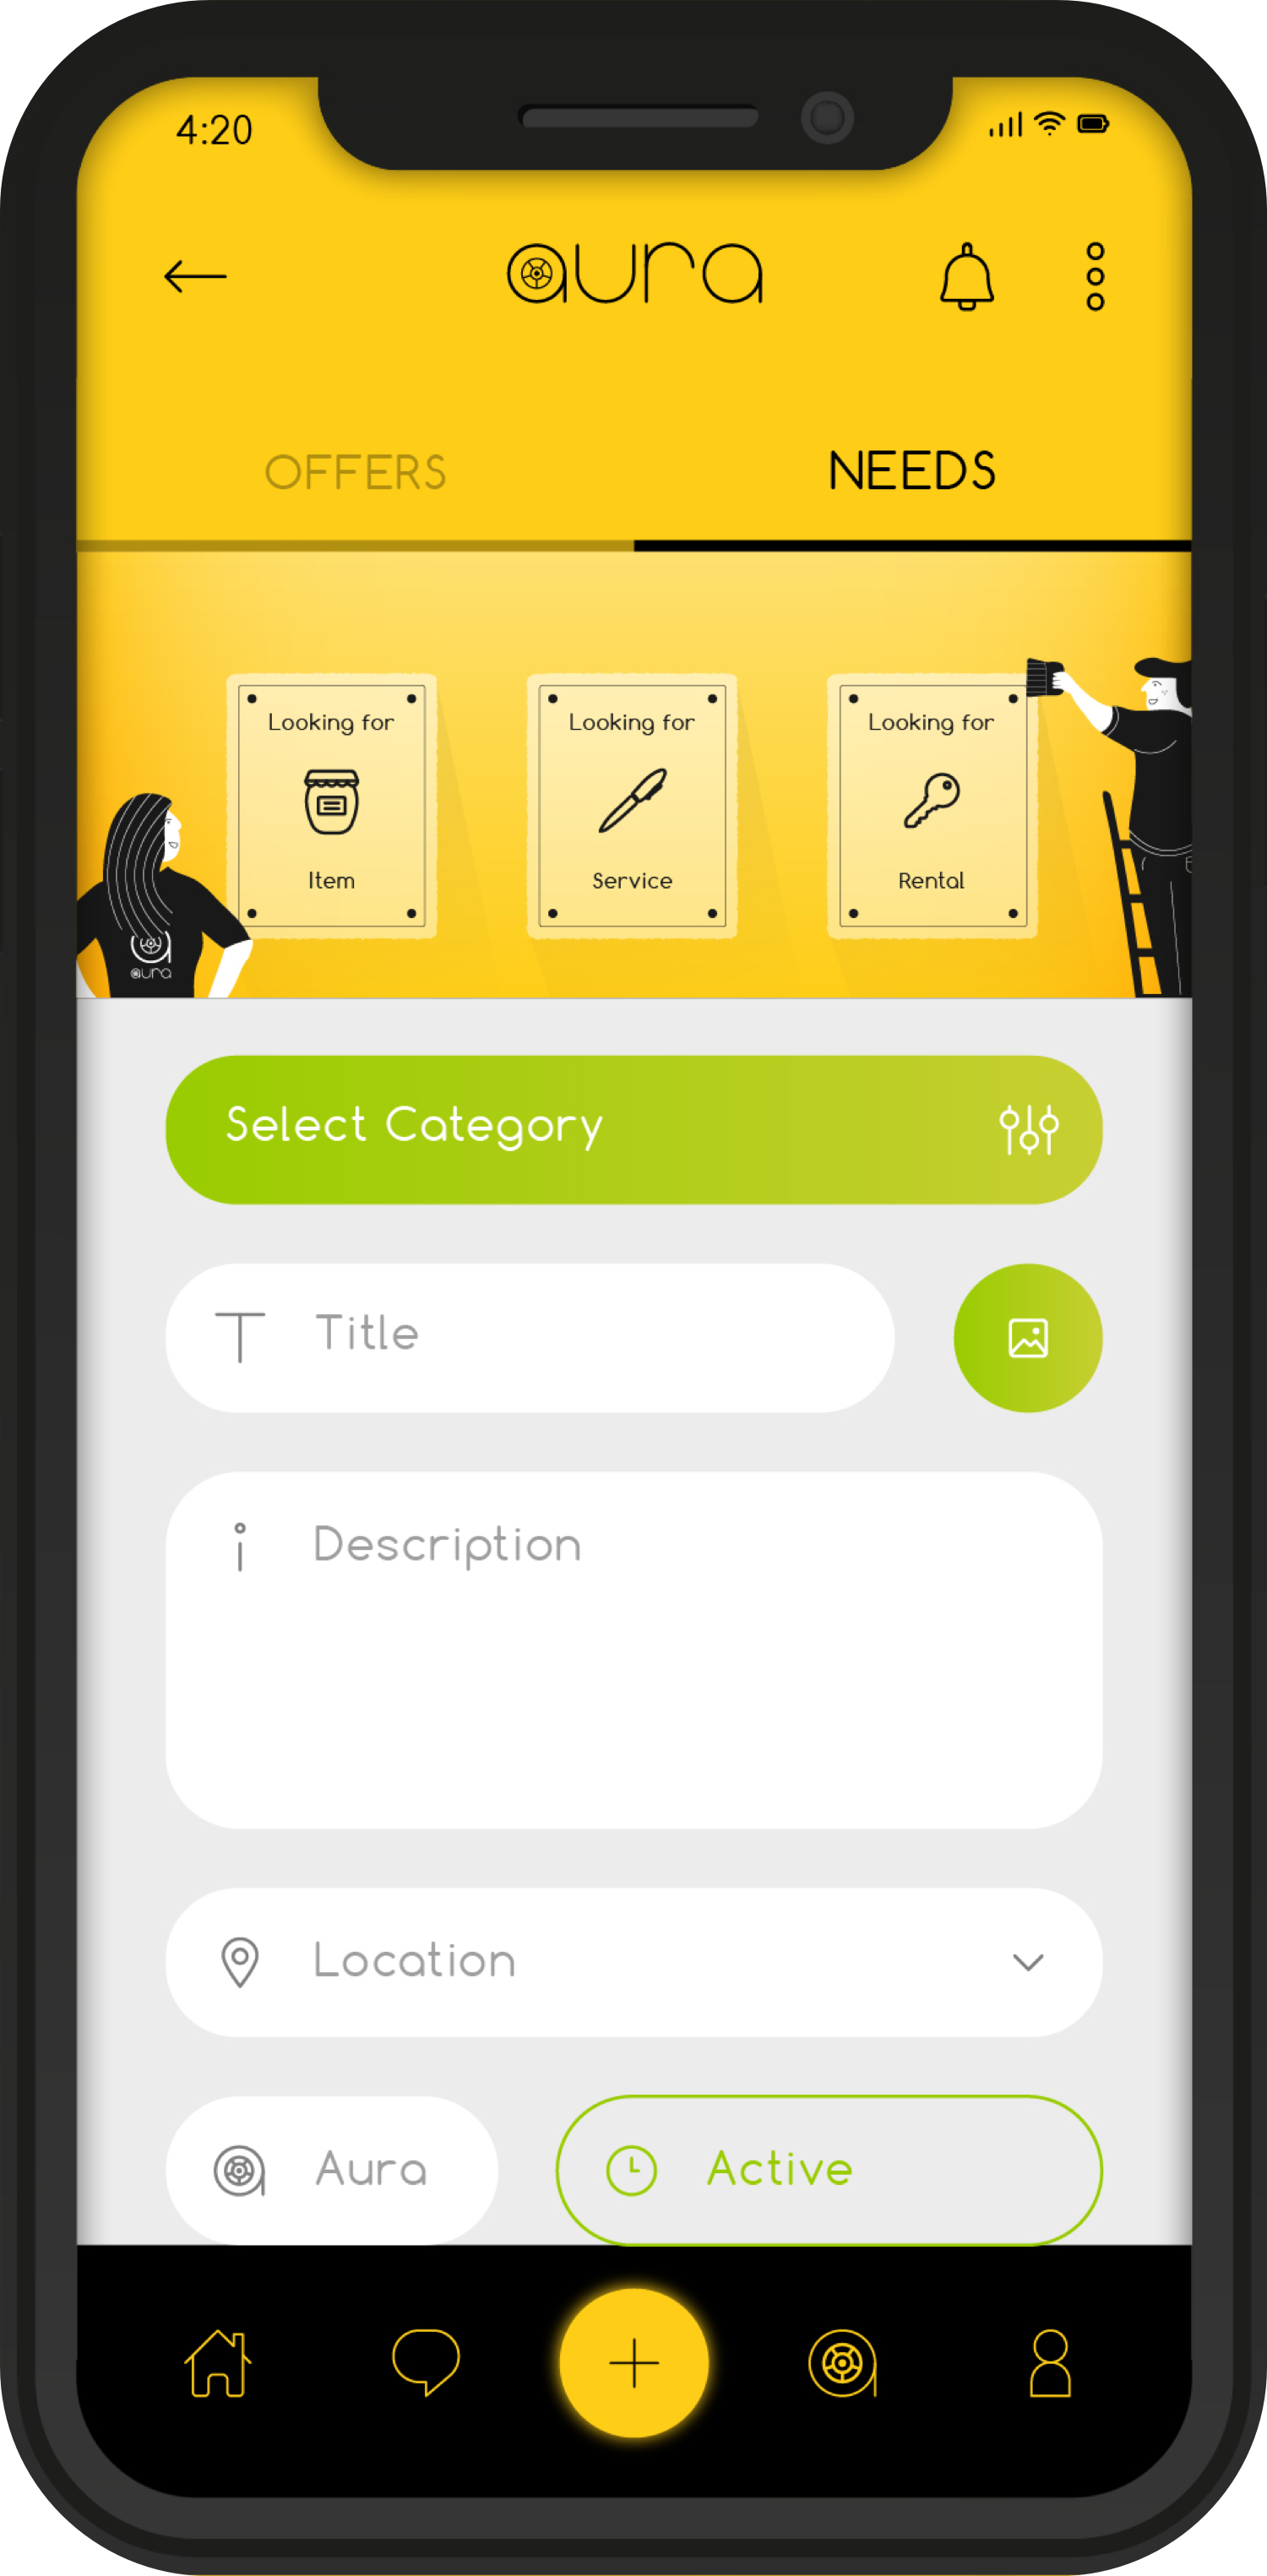 4:20
aura
OFFERS NEEDS
Looking for Looking for Looking for
Item Service Rental
aura
Select Category
Title
Description
Location
Aura Active